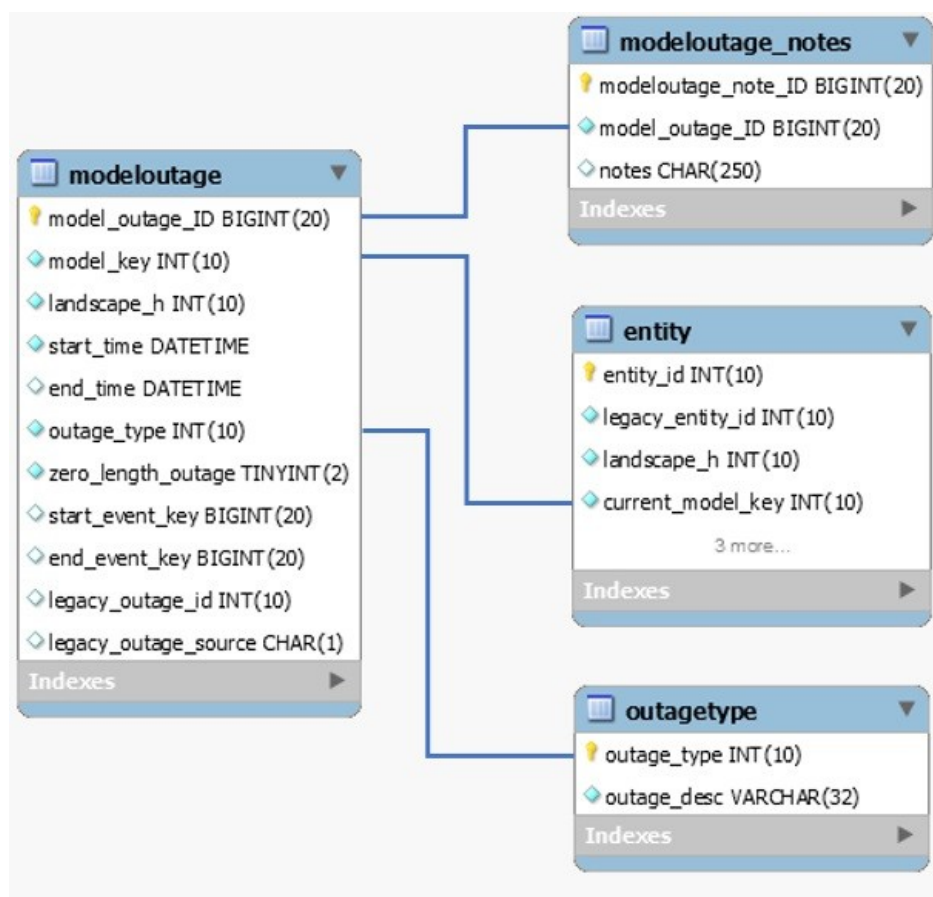 modeloutage
model_outage_ID BIGINT(20)
model_key INT(10)
landscape_h INT(10)
start_time DATETIME
end_time DATETIME
outage_type INT(10)
zero_length_outage TINYINT(2)
start_event_key BIGINT(20)
end_event_key BIGINT(20)
legacy_outage_id INT(10)
legacy_outage_source CHAR(1)
Indexes
modeloutage_notes
modeloutage_note_ID BIGINT(20)
model_outage_ID BIGINT(20)
notes CHAR(250)
Indexes
entity
entity_id INT(10)
legacy_entity_id INT(10)
landscape_h INT(10)
current_model_key INT(10)
3 more...
Indexes
outagetype
outage_type INT(10)
outage_desc VARCHAR(32)
Indexes